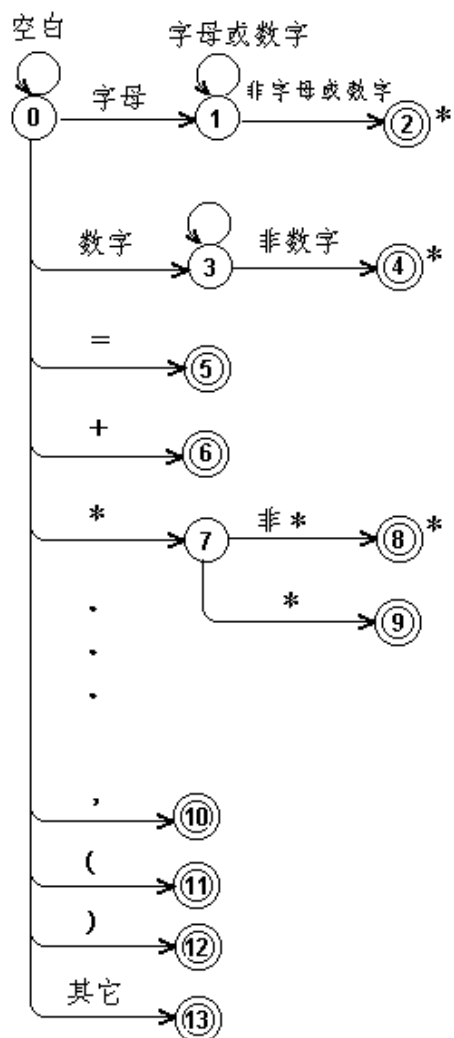 空白
字母或数字
0 字母 1 非字母或数字 2 *
数字 3 非数字 4 *
= 5
+ 6
* 7 非* 8 *
* 9
.
.
.
, 10
( 11
) 12
其它 13